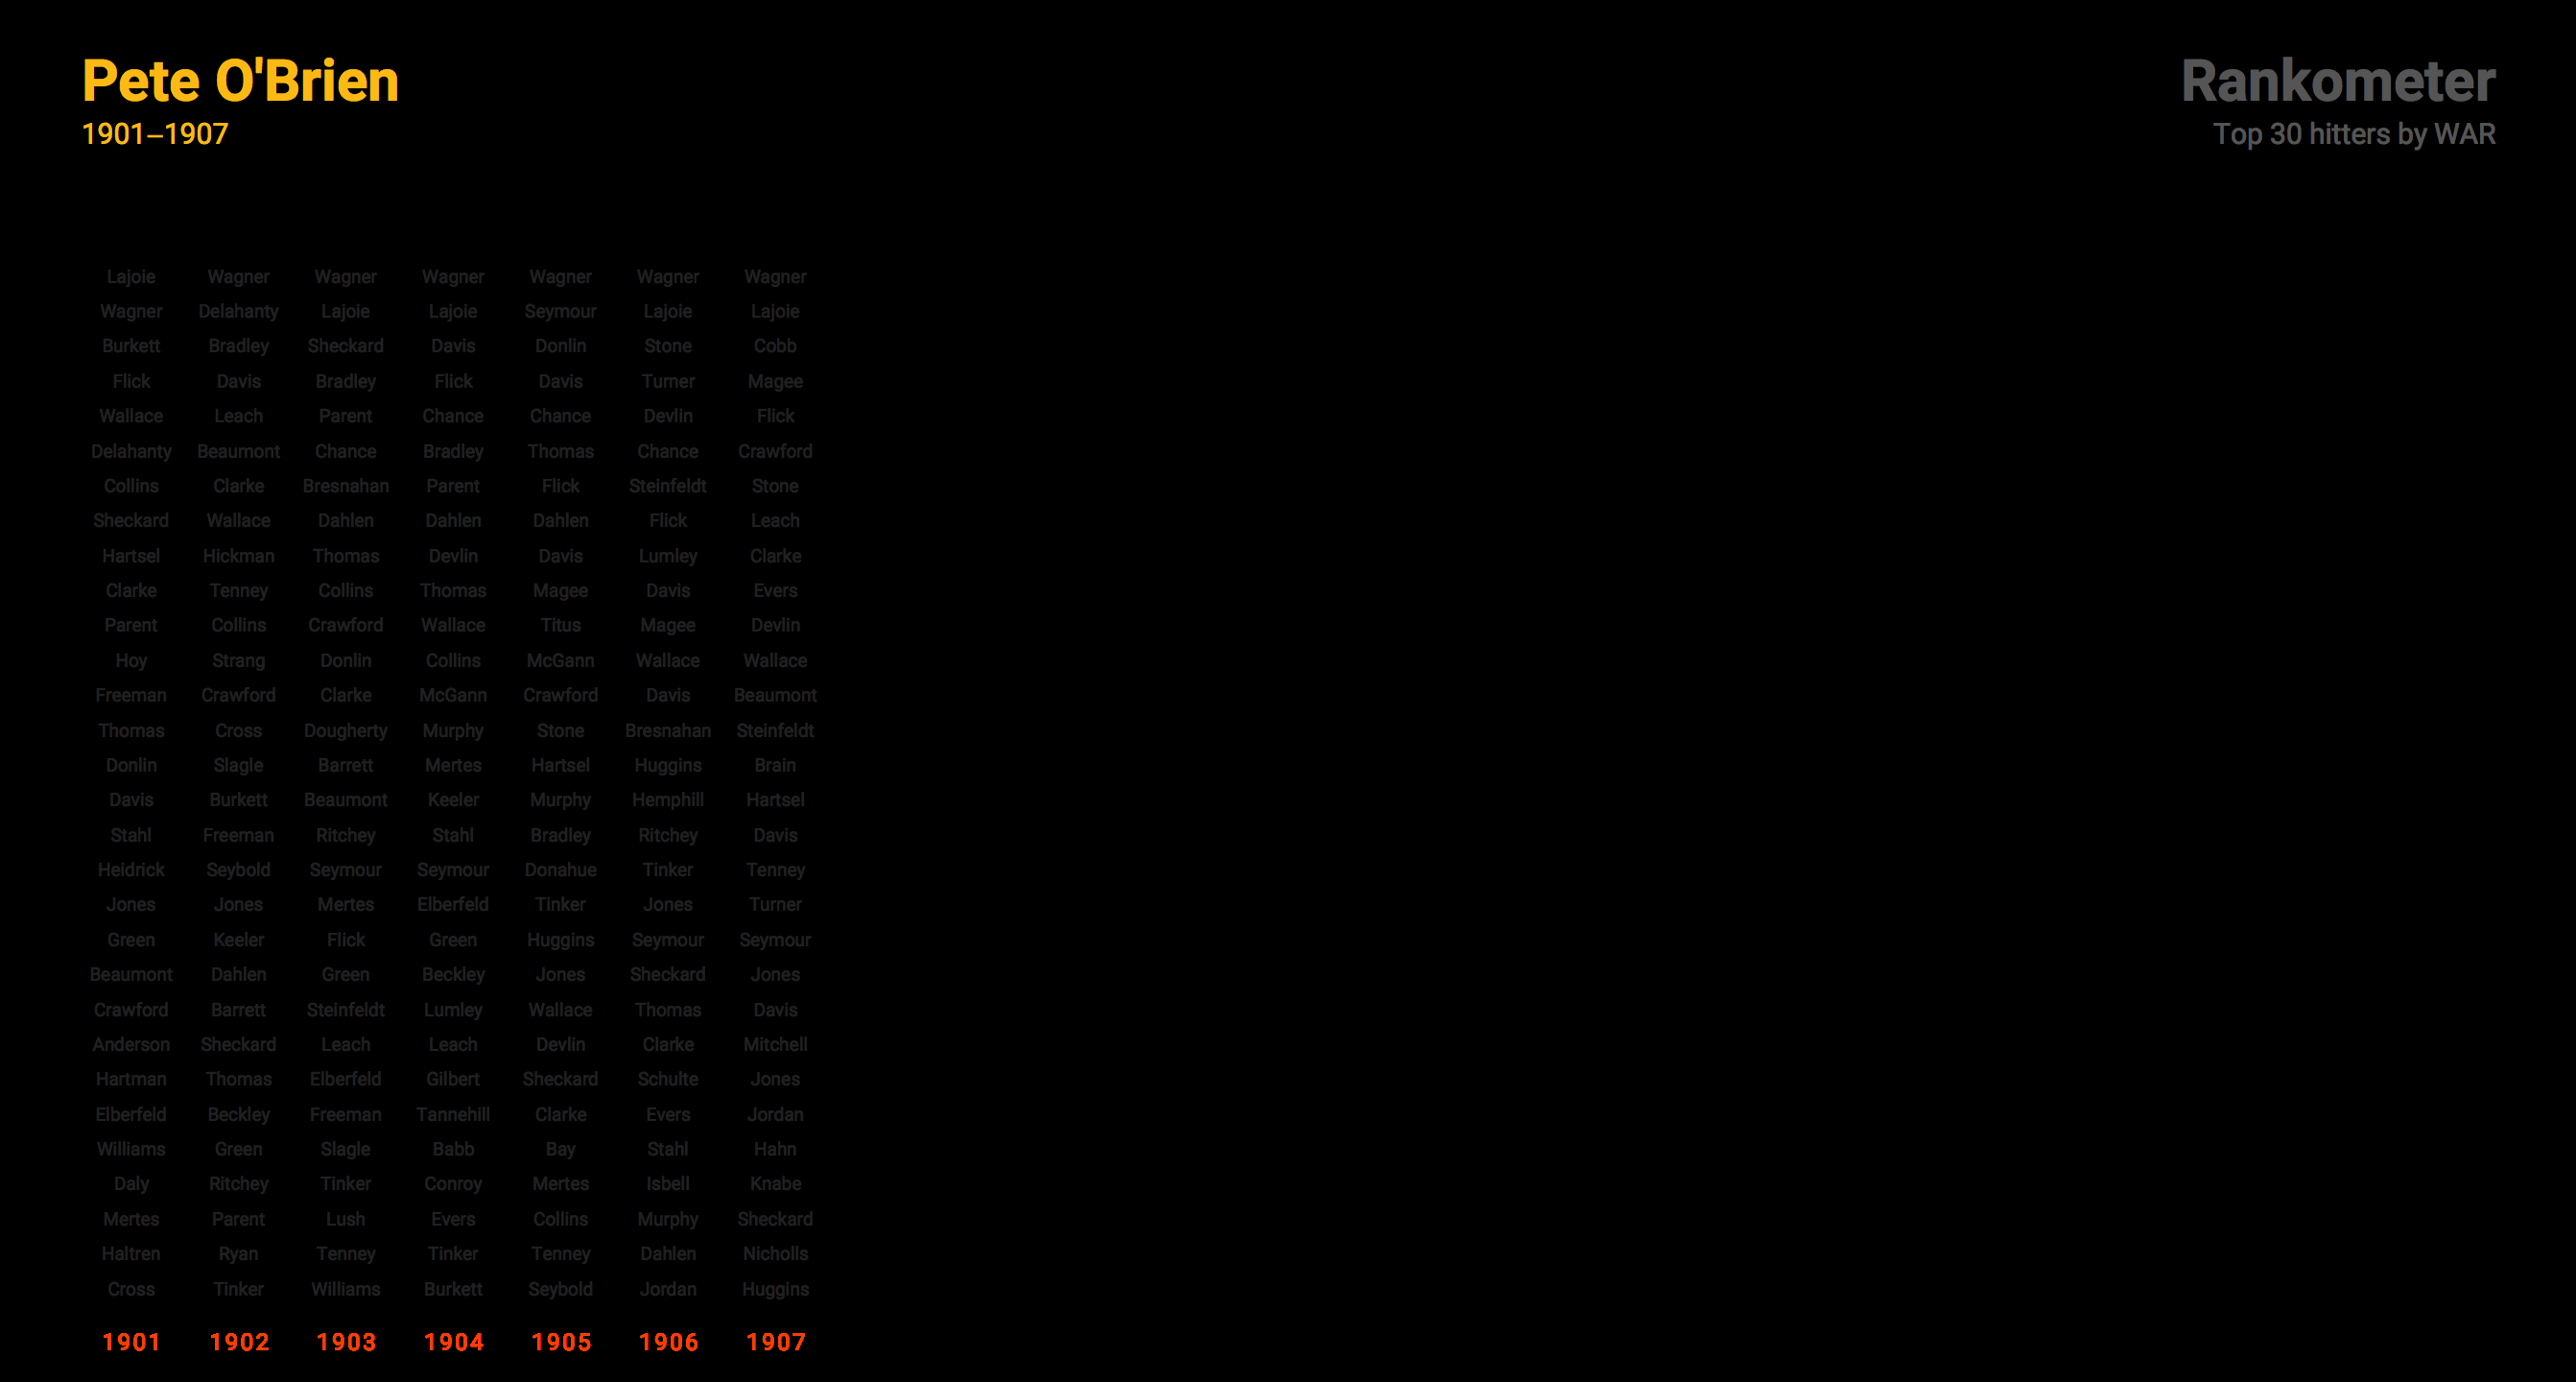 Pete O'Brien
1901–1907
Rankometer
Top 30 hitters by WAR
Lajoie Wagner Wagner Wagner Wagner Wagner Wagner
Wagner Delahanty Lajoie Lajoie Seymour Lajoie Lajoie
Burkett Bradley Sheckard Davis Donlin Stone Cobb
Flick Davis Bradley Flick Davis Turner Magee
Wallace Leach Parent Chance Chance Devlin Flick
Delahanty Beaumont Chance Bradley Thomas Chance Crawford
Collins Clarke Bresnahan Parent Flick Steinfeldt Stone
Sheckard Wallace Dahlen Dahlen Dahlen Flick Leach
Hartsel Hickman Thomas Devlin Davis Lumley Clarke
Clarke Tenney Collins Thomas Magee Davis Evers
Parent Collins Crawford Wallace Titus Magee Devlin
Hoy Strang Donlin Collins McGann Wallace Wallace
Freeman Crawford Clarke McGann Crawford Davis Beaumont
Thomas Cross Dougherty Murphy Stone Bresnahan Steinfeldt
Donlin Slagle Barrett Mertes Hartsel Huggins Brain
Davis Burkett Beaumont Keeler Murphy Hemphill Hartsel
Stahl Freeman Ritchey Stahl Bradley Ritchey Davis
Heidrick Seybold Seymour Seymour Donahue Tinker Tenney
Jones Jones Mertes Elberfeld Tinker Jones Turner
Green Keeler Flick Green Huggins Seymour Seymour
Beaumont Dahlen Green Beckley Jones Sheckard Jones
Crawford Barrett Steinfeldt Lumley Wallace Thomas Davis
Anderson Sheckard Leach Leach Devlin Clarke Mitchell
Hartman Thomas Elberfeld Gilbert Sheckard Schulte Jones
Elberfeld Beckley Freeman Tannehill Clarke Evers Jordan
Williams Green Slagle Babb Bay Stahl Hahn
Daly Ritchey Tinker Conroy Mertes Isbell Knabe
Mertes Parent Lush Evers Collins Murphy Sheckard
Haltren Ryan Tenney Tinker Tenney Dahlen Nicholls
Cross Tinker Williams Burkett Seybold Jordan Huggins
1901 1902 1903 1904 1905 1906 1907